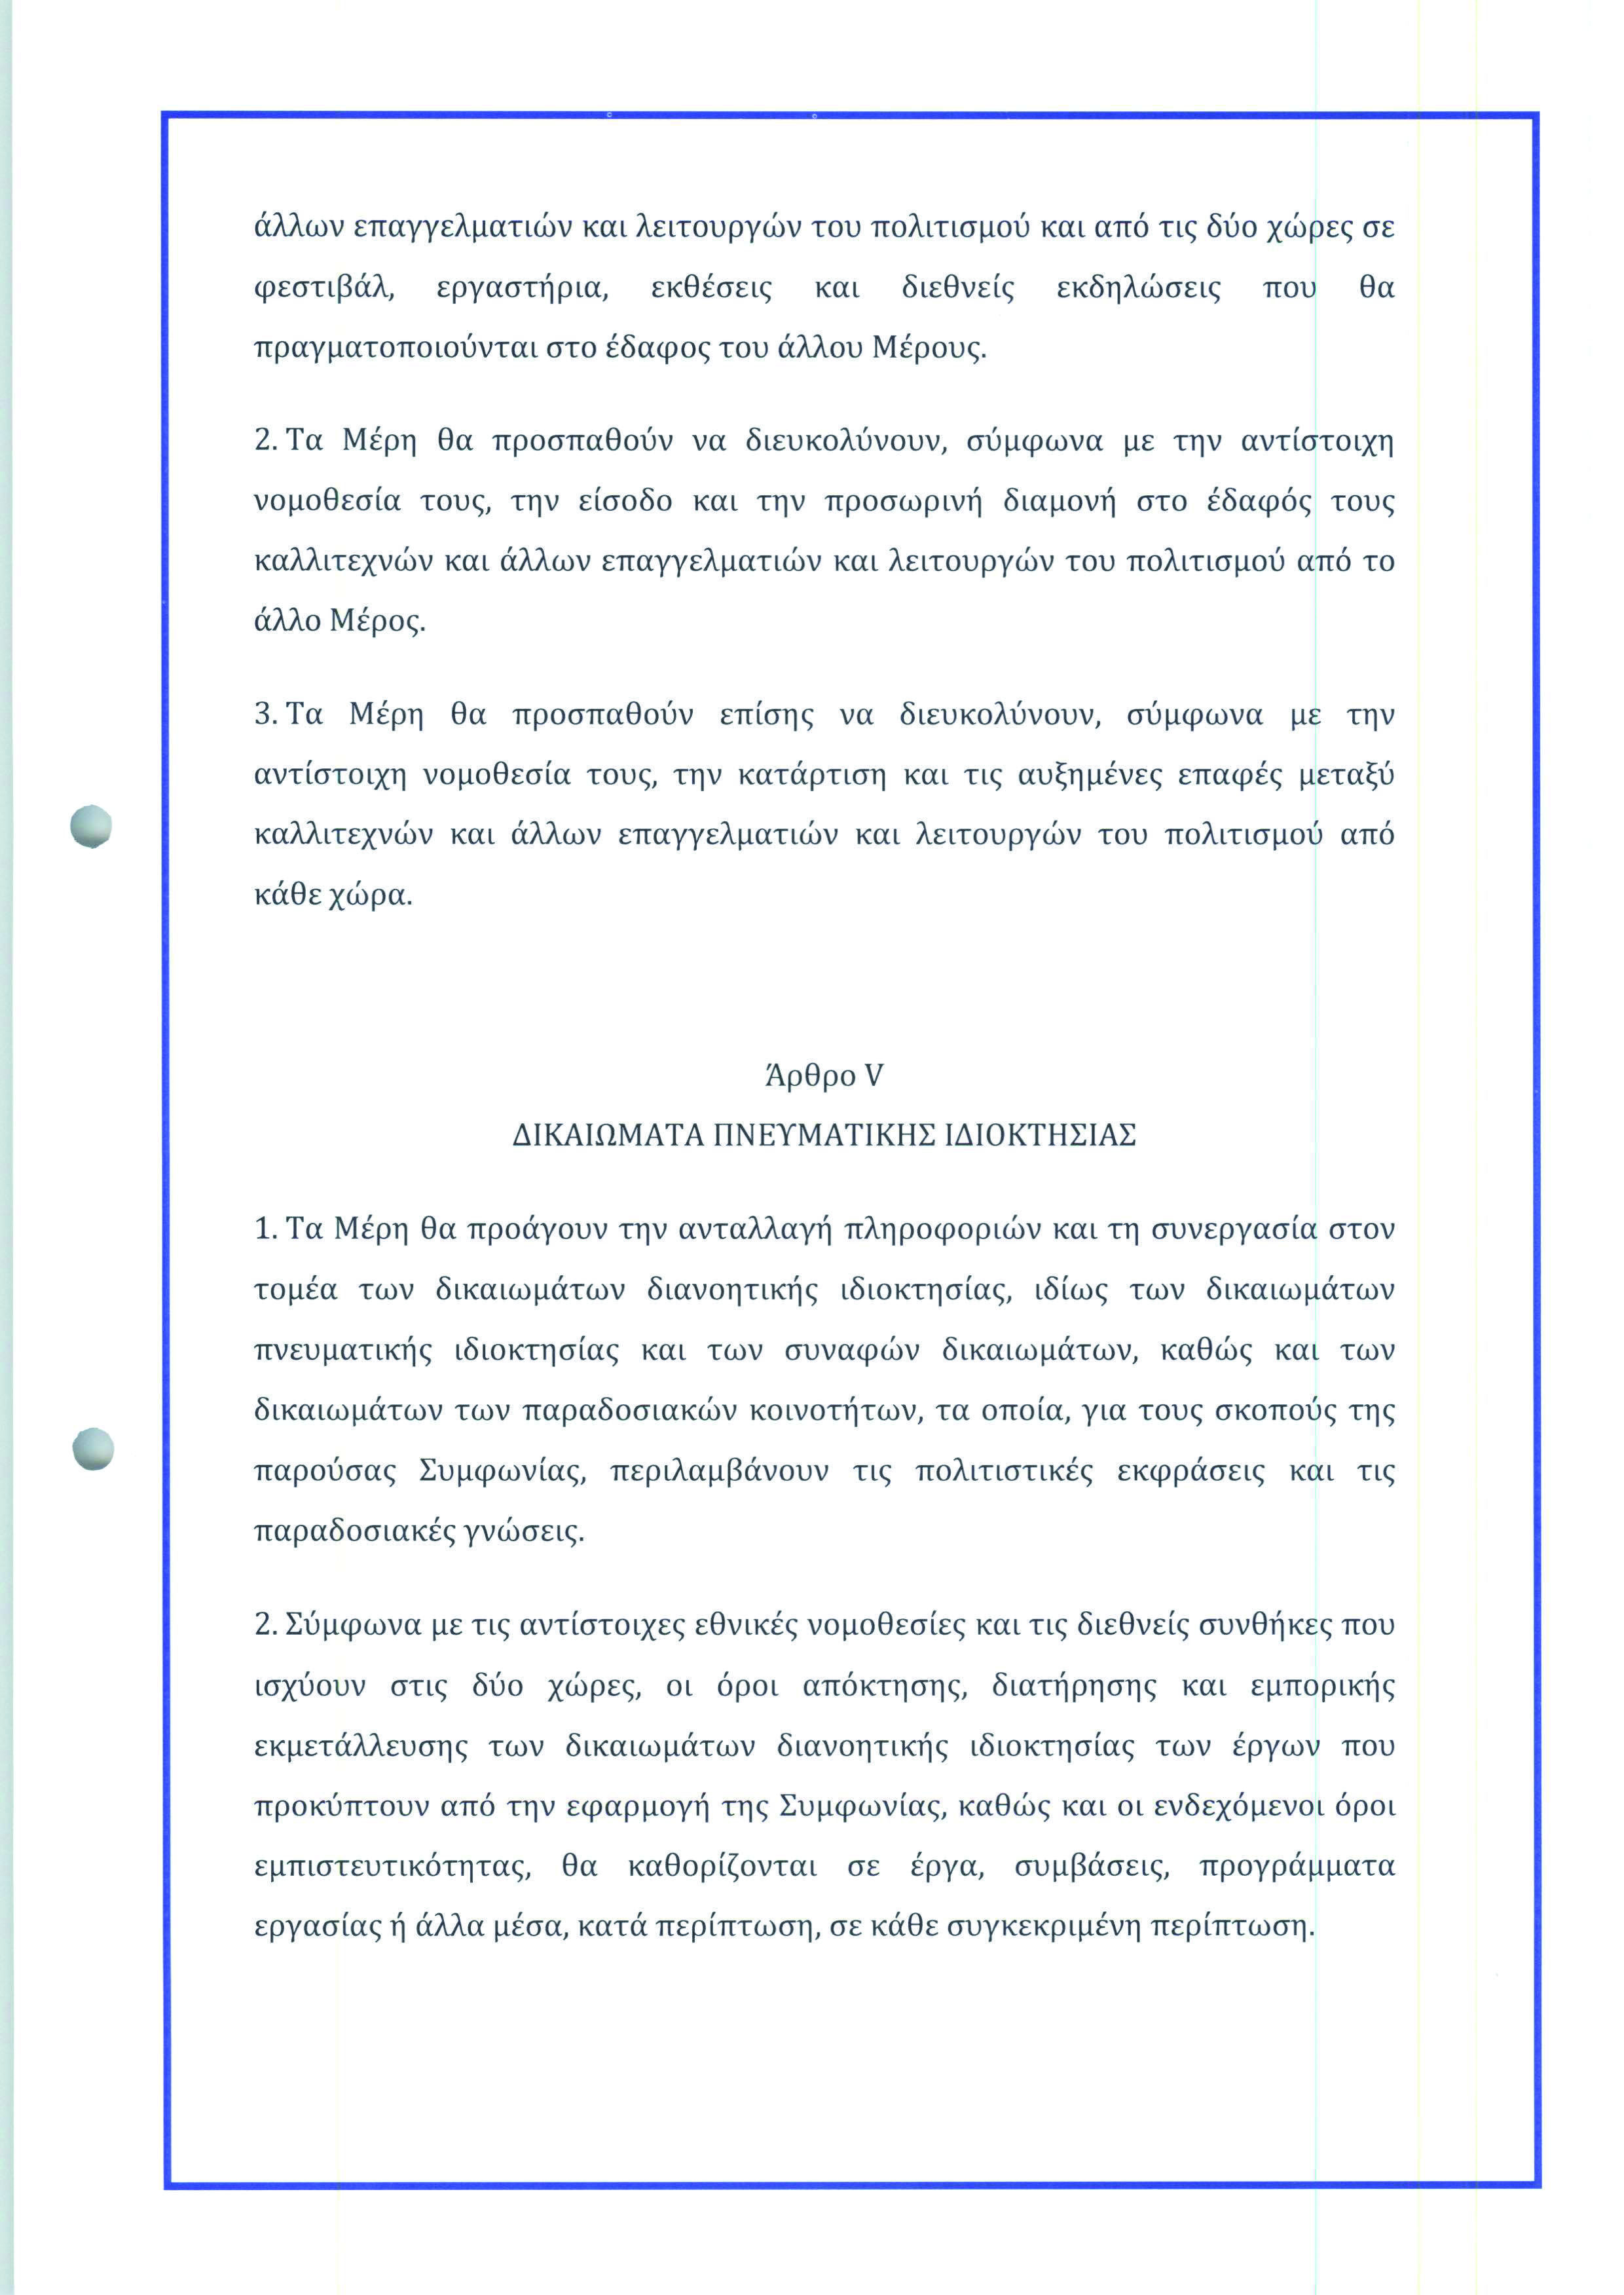 άλλων επαγγελματιών και λειτουργών του πολιτισμού και από τις δύο χώρες σε
φεστιβάλ, εργαστήρια, εκθέσεις και διεθνείς εκδηλώσεις που θα
πραγματοποιούνται στο έδαφος του άλλου Μέρους.
2. Τα Μέρη θα προσπαθούν να διευκολύνουν, σύμφωνα με την αντίστοιχη
νομοθεσία τους, την είσοδο και την προσωρινή διαμονή στο έδαφός τους
καλλιτεχνών και άλλων επαγγελματιών και λειτουργών του πολιτισμού από το
άλλο Μέρος.
3. Τα Μέρη θα προσπαθούν επίσης να διευκολύνουν, σύμφωνα με την
αντίστοιχη νομοθεσία τους, την κατάρτιση και τις αυξημένες επαφές μεταξύ
καλλιτεχνών και άλλων επαγγελματιών και λειτουργών του πολιτισμού από
κάθε χώρα.
Άρθρο V
ΔΙΚΑΙΩΜΑΤΑ ΠΝΕΥΜΑΤΙΚΗΣ ΙΔΙΟΚΤΗΣΙΑΣ
1. Τα Μέρη θα προάγουν την ανταλλαγή πληροφοριών και τη συνεργασία στον
τομέα των δικαιωμάτων διανοητικής ιδιοκτησίας, ιδίως των δικαιωμάτων
πνευματικής ιδιοκτησίας και των συναφών δικαιωμάτων, καθώς και των
δικαιωμάτων των παραδοσιακών κοινοτήτων, τα οποία, για τους σκοπούς της
παρούσας Συμφωνίας, περιλαμβάνουν τις πολιτιστικές εκφράσεις και τις
παραδοσιακές γνώσεις.
2. Σύμφωνα με τις αντίστοιχες εθνικές νομοθεσίες και τις διεθνείς συνθήκες που
ισχύουν στις δύο χώρες, οι όροι απόκτησης, διατήρησης και εμπορικής
εκμετάλλευσης των δικαιωμάτων διανοητικής ιδιοκτησίας των έργων που
προκύπτουν από την εφαρμογή της Συμφωνίας, καθώς και οι ενδεχόμενοι όροι
εμπιστευτικότητας, θα καθορίζονται σε έργα, συμβάσεις, προγράμματα
εργασίας ή άλλα μέσα, κατά περίπτωση, σε κάθε συγκεκριμένη περίπτωση.